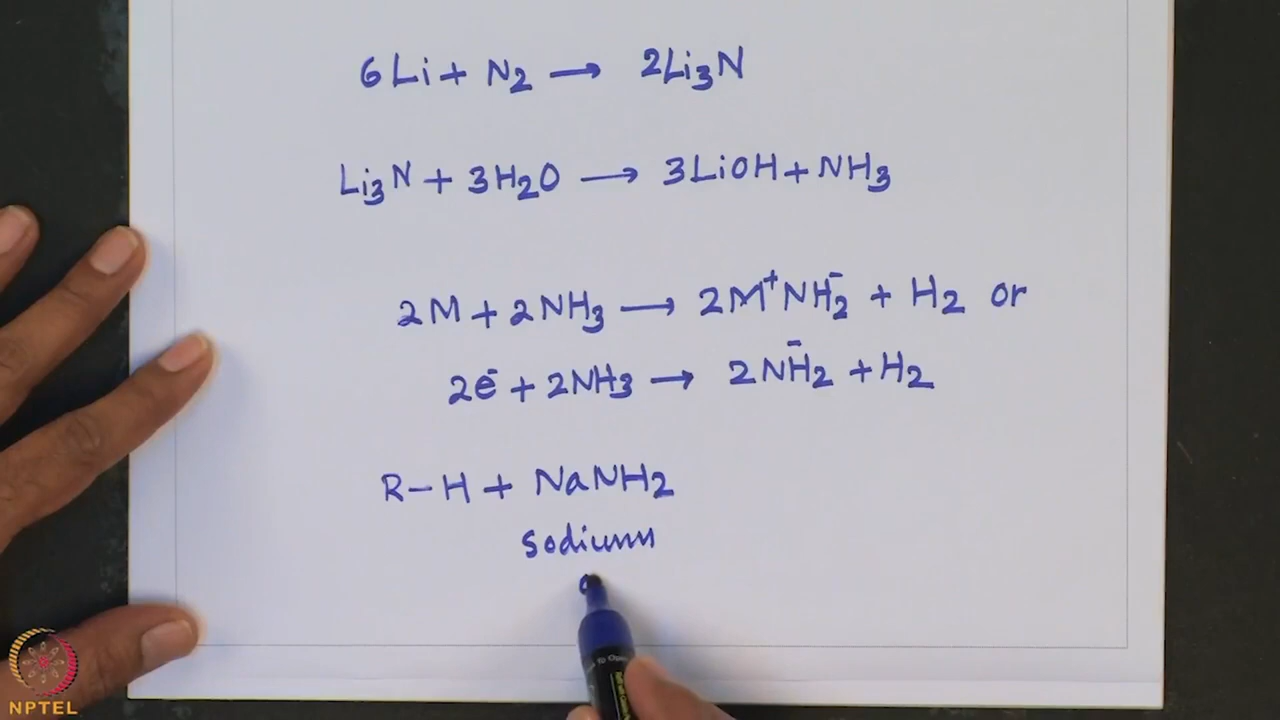 6Li + N₂ → 2Li₃N
Li₃N + 3H₂O → 3LiOH + NH₃
2M + 2NH₃ → 2M⁺NH₂⁻ + H₂ or
2e⁻ + 2NH₃ → 2NH₂⁻ + H₂
R-H + NaNH₂
Sodium
NPTEL